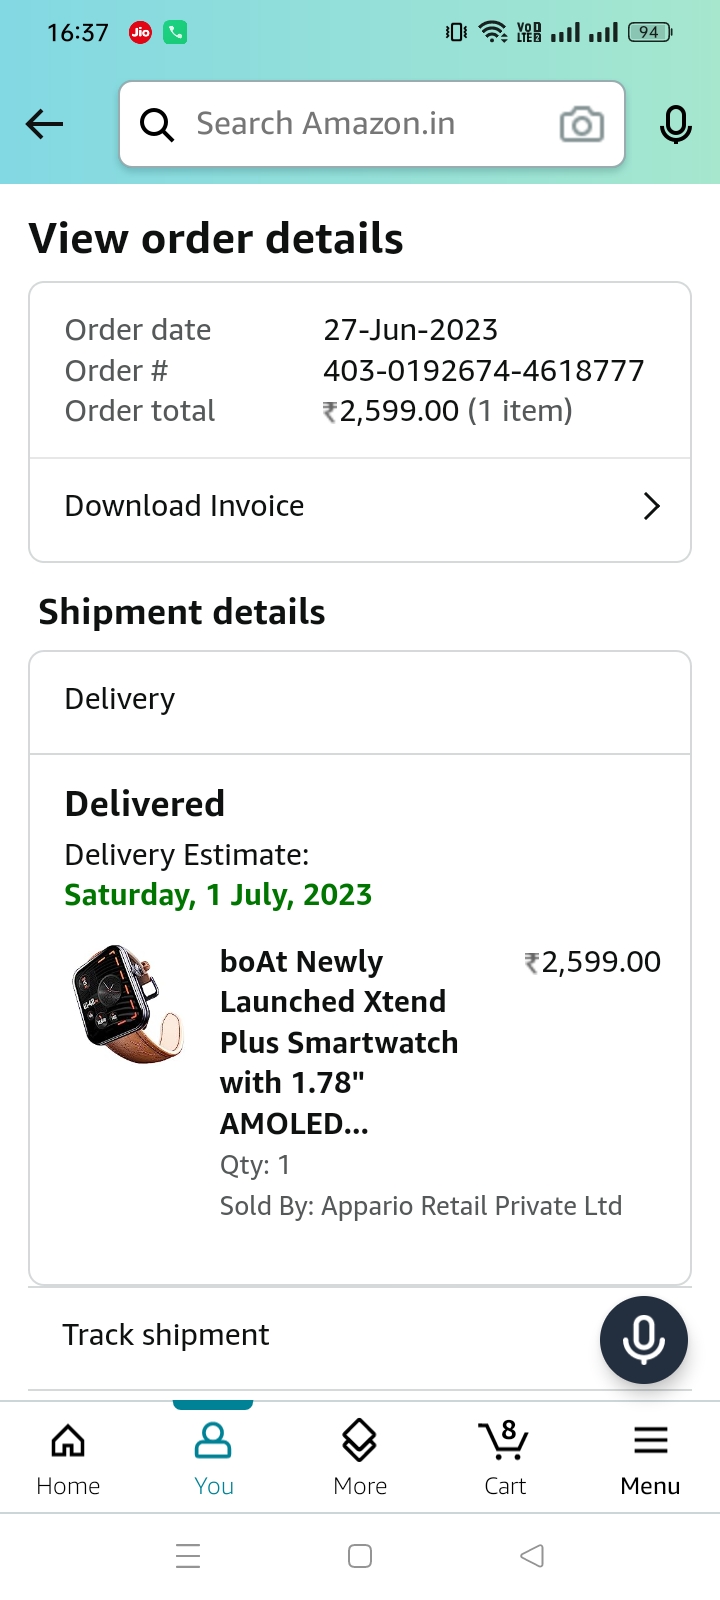 16:37 Jio VoD LTE2 94
Search Amazon.in
View order details
Order date 27-Jun-2023
Order # 403-0192674-4618777
Order total ₹2,599.00 (1 item)
Download Invoice
Shipment details
Delivery
Delivered
Delivery Estimate:
Saturday, 1 July, 2023
boAt Newly ₹2,599.00
Launched Xtend
Plus Smartwatch
with 1.78"
AMOLED...
Qty: 1
Sold By: Appario Retail Private Ltd
Track shipment
8
Home You More Cart Menu